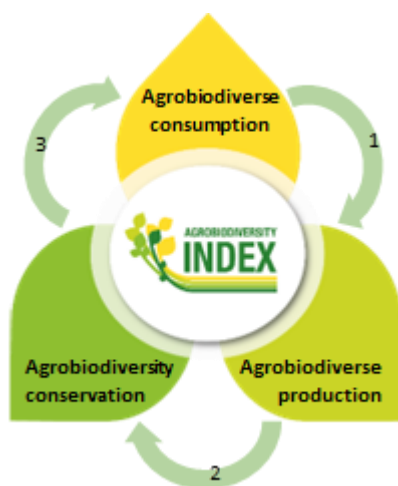 Agrobiodiverse
consumption
3
1
AGROBIODIVERSITY
INDEX
Agrobiodiversity
conservation
Agrobiodiverse
production
2